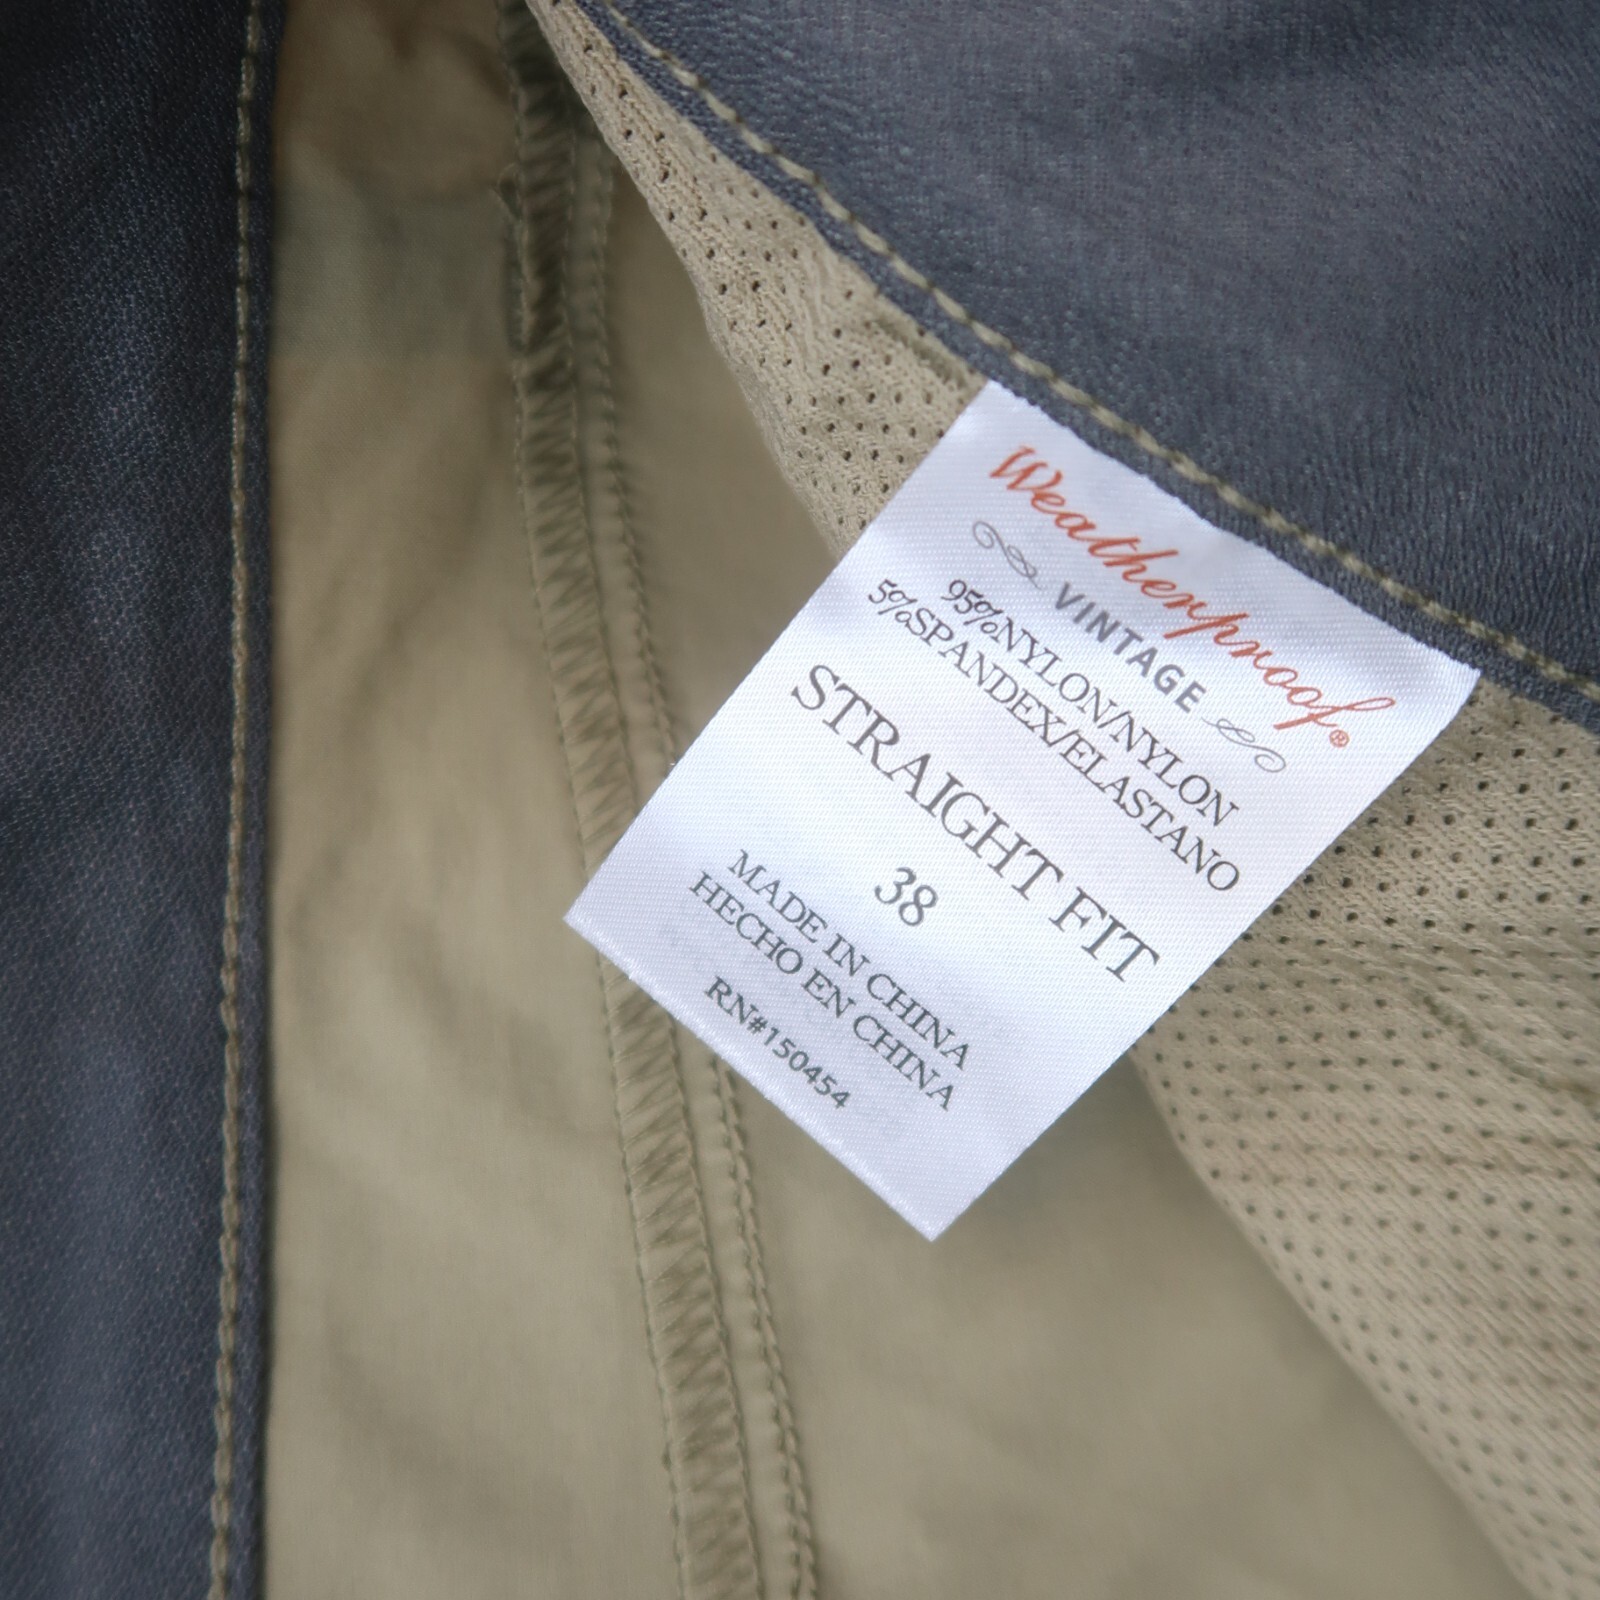 Weatherproof®
VINTAGE
95%NYLON/NYLON
5%SPANDEX/ELASTANO
STRAIGHT FIT
38
MADE IN CHINA
HECHO EN CHINA
RN#150454